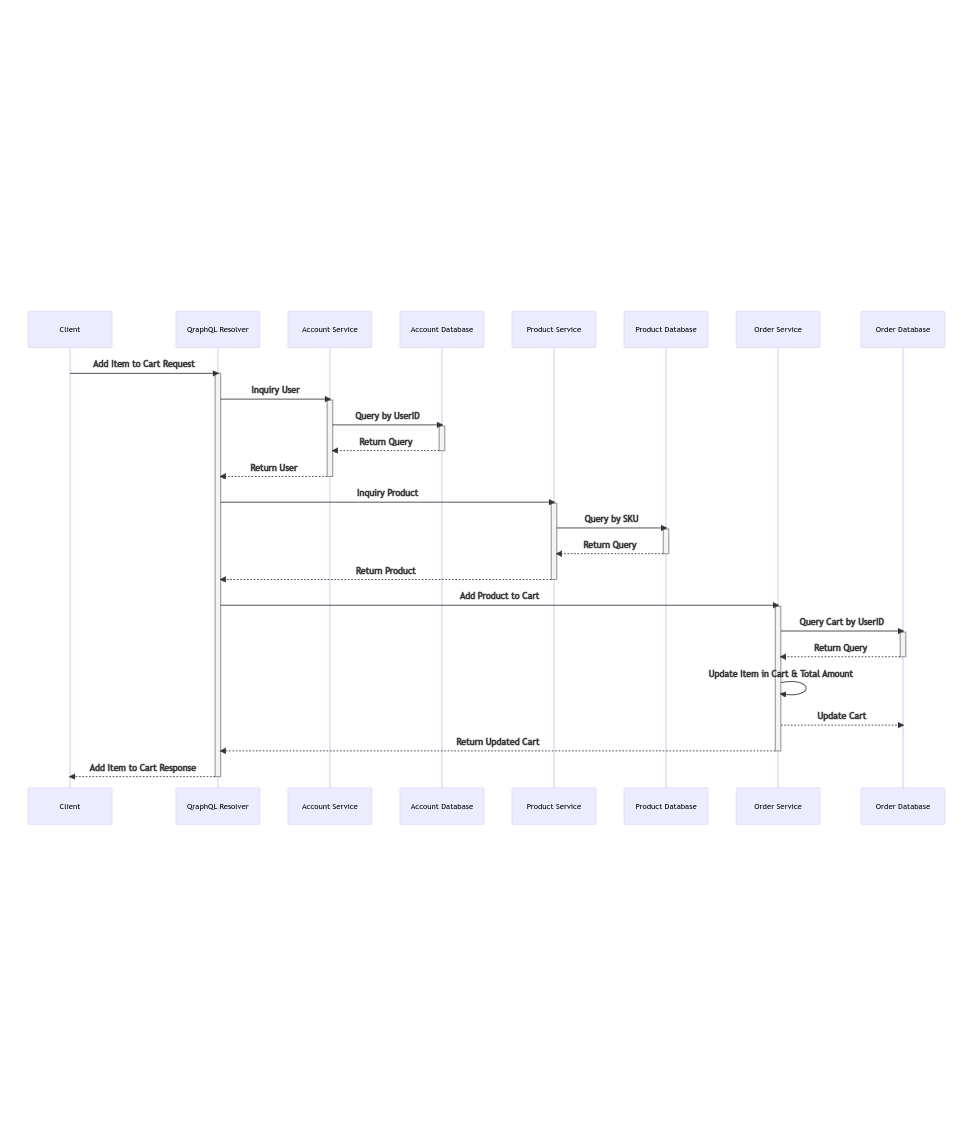 Client
QraphQL Resolver
Account Service
Account Database
Product Service
Product Database
Order Service
Order Database
Add Item to Cart Request
Inquiry User
Query by UserID
Return Query
Return User
Inquiry Product
Query by SKU
Return Query
Return Product
Add Product to Cart
Query Cart by UserID
Return Query
Update Item in Cart & Total Amount
Update Cart
Return Updated Cart
Add Item to Cart Response
Client
QraphQL Resolver
Account Service
Account Database
Product Service
Product Database
Order Service
Order Database